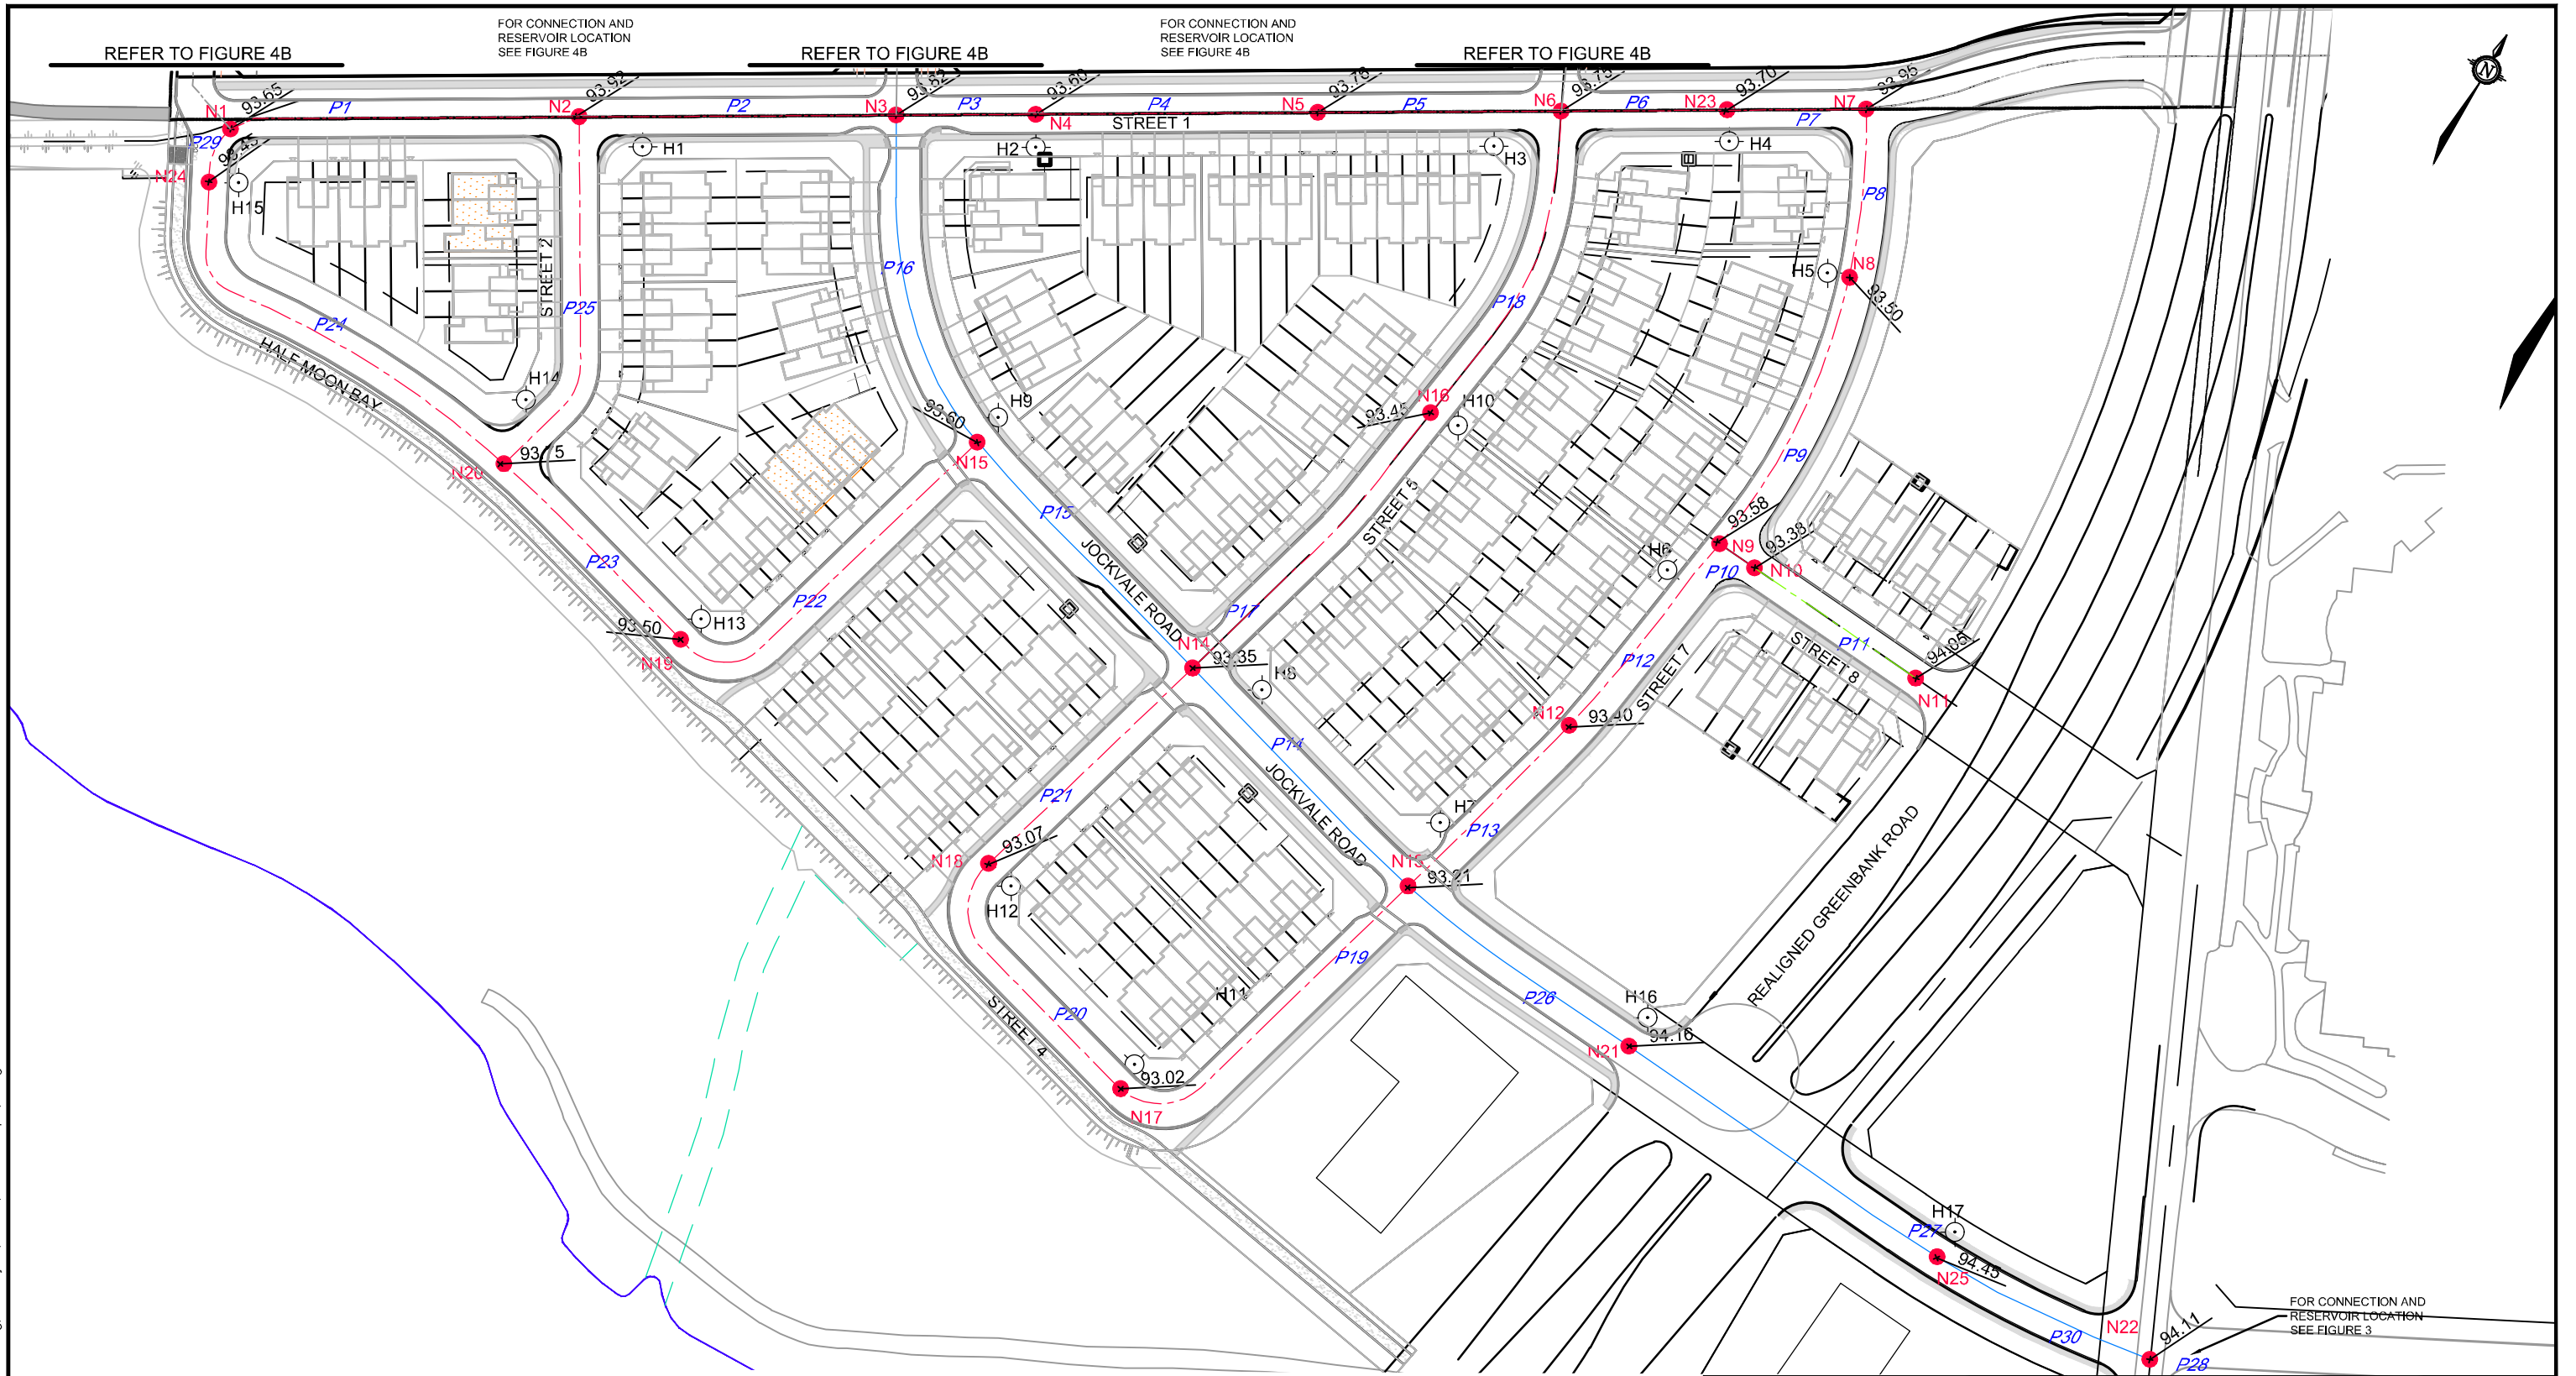 FOR CONNECTION AND
RESERVOIR LOCATION
SEE FIGURE 4B
FOR CONNECTION AND
RESERVOIR LOCATION
SEE FIGURE 4B
REFER TO FIGURE 4B
REFER TO FIGURE 4B
REFER TO FIGURE 4B
N1
93.65
P1
N2
93.92
P2
N3
P3
93.60
N4
P4
N5
93.78
P5
N6
93.75
P6
N23
93.70
N7
93.95
P7
STREET 1
P29
93.45
N24
H15
H1
H2
H3
H4
P8
N8
H5
93.50
STREET 2
P25
P16
P18
P24
HALF MOON BAY
H14
H9
93.60
N15
N16
93.45
H10
P9
N20
93.75
93.58
N9
93.38
N10
H6
P10
P15
STREET 5
P23
P22
JOCKVALE ROAD
P17
H13
93.50
N19
N14
93.35
H8
P12
STREET 7
P11
STREET 8
94.05
N11
N12
93.40
P14
JOCKVALE ROAD
P21
H7
P13
93.07
N18
H12
93.21
P19
REALIGNED GREENBANK ROAD
P26
H11
H16
P20
STREET 4
94.16
N21
93.02
N17
H17
P27
94.45
N25
FOR CONNECTION AND
RESERVOIR LOCATION
SEE FIGURE 3
N22
94.11
P30
P28
N